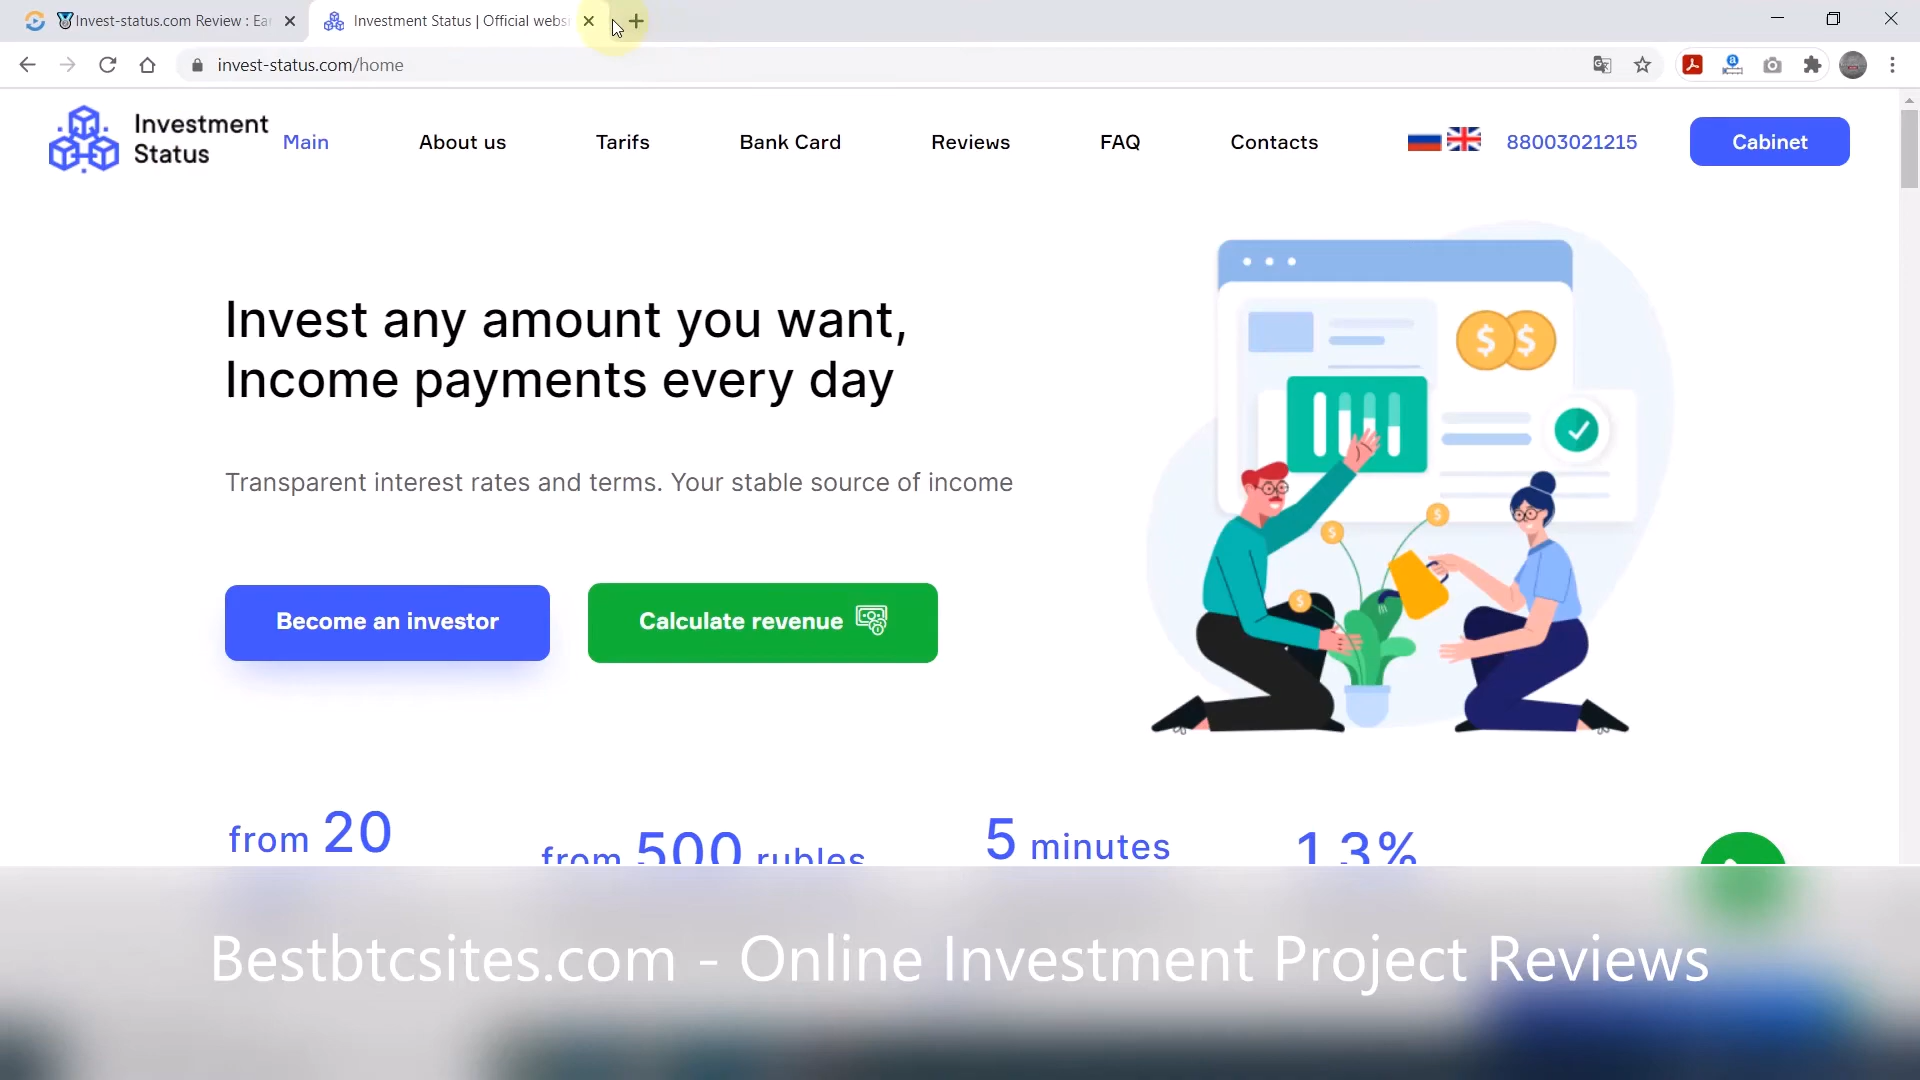 Invest-status.com Review : Ea
Investment Status | Official webs
invest-status.com/home
Investment
Status
Main
About us
Tarifs
Bank Card
Reviews
FAQ
Contacts
88003021215
Cabinet
Invest any amount you want,
Income payments every day
Transparent interest rates and terms. Your stable source of income
Become an investor
Calculate revenue
from 20
from 500 rubles
5 minutes
1.3%
Bestbtcsites.com - Online Investment Project Reviews